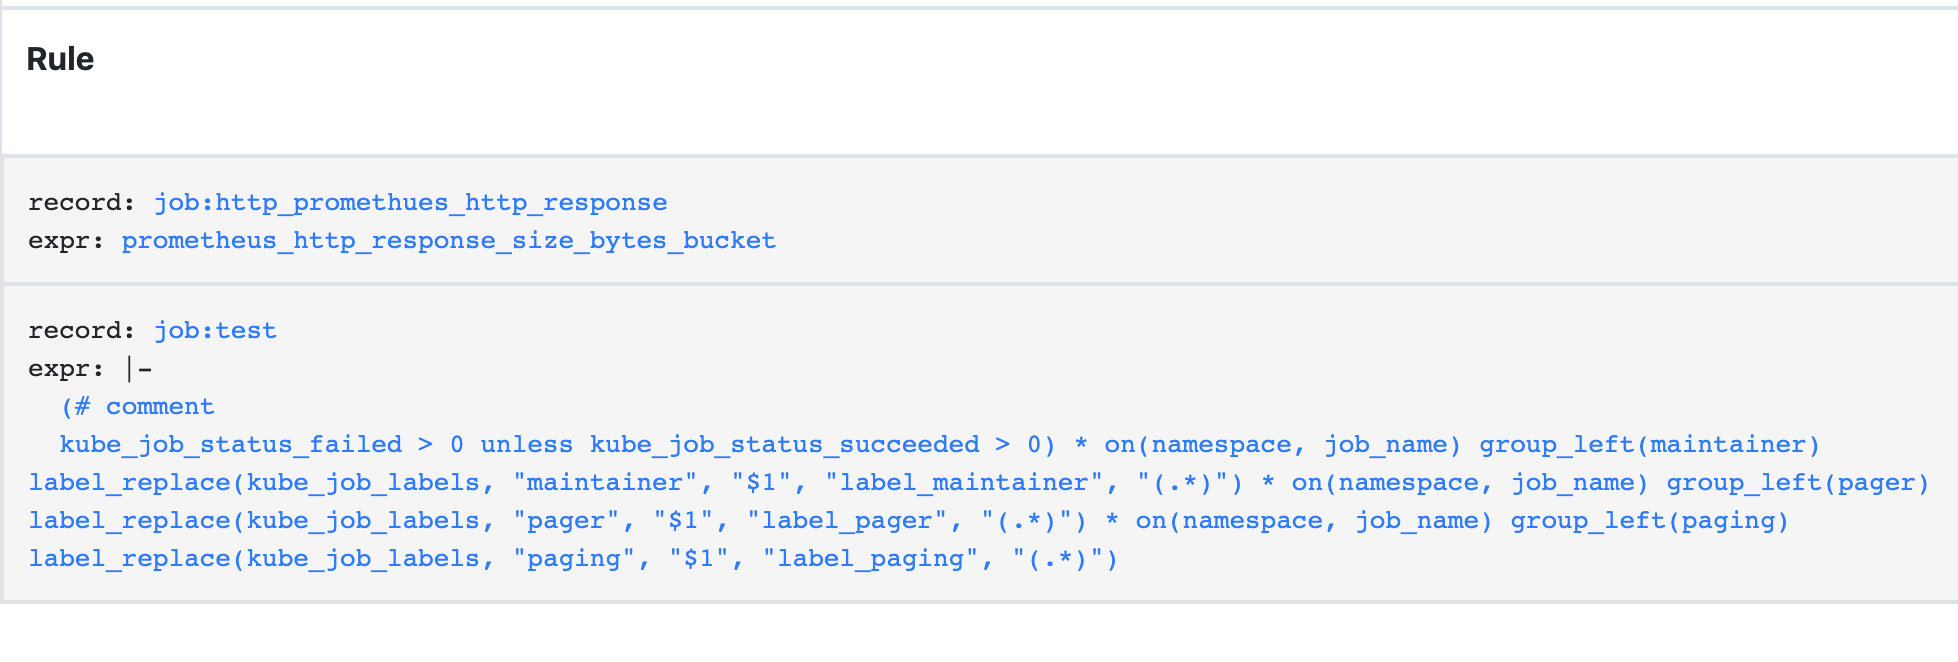 Rule
record: job:http_promethues_http_response
expr: prometheus_http_response_size_bytes_bucket
record: job:test
expr: |-
  (# comment
  kube_job_status_failed > 0 unless kube_job_status_succeeded > 0) * on(namespace, job_name) group_left(maintainer)
label_replace(kube_job_labels, "maintainer", "$1", "label_maintainer", "(.*)") * on(namespace, job_name) group_left(pager)
label_replace(kube_job_labels, "pager", "$1", "label_pager", "(.*)") * on(namespace, job_name) group_left(paging)
label_replace(kube_job_labels, "paging", "$1", "label_paging", "(.*)")